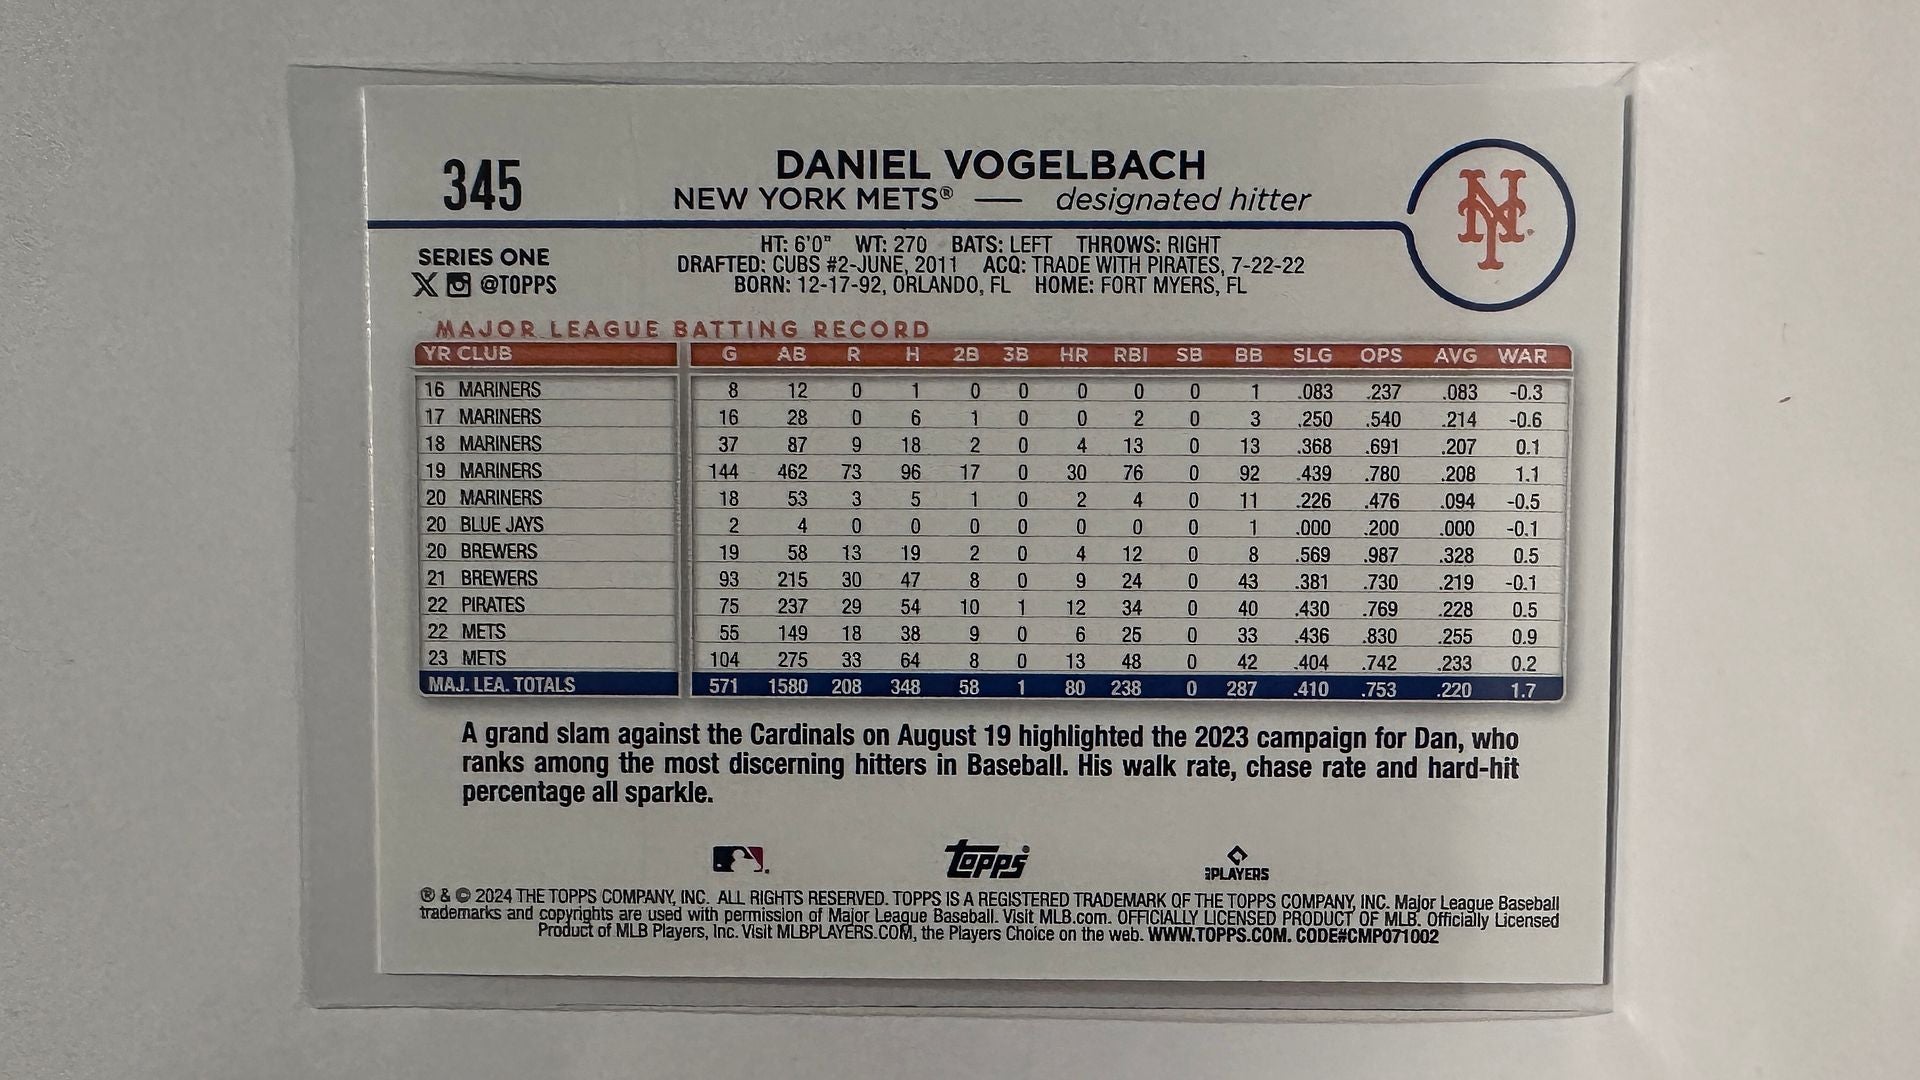 345
DANIEL VOGELBACH
NEW YORK METS® — designated hitter
NY
SERIES ONE
@TOPPS
HT: 6'0" WT: 270 BATS: LEFT THROWS: RIGHT
DRAFTED: CUBS #2-JUNE, 2011 ACQ: TRADE WITH PIRATES, 7-22-22
BORN: 12-17-92, ORLANDO, FL HOME: FORT MYERS, FL
MAJOR LEAGUE BATTING RECORD
YR CLUB G AB R H 2B 3B HR RBI SB BB SLG OPS AVG WAR
16 MARINERS 8 12 0 1 0 0 0 0 0 1 .083 .237 .083 -0.3
17 MARINERS 16 28 0 6 1 0 0 2 0 3 .250 .540 .214 -0.6
18 MARINERS 37 87 9 18 2 0 4 13 0 13 .368 .691 .207 0.1
19 MARINERS 144 462 73 96 17 0 30 76 0 92 .439 .780 .208 1.1
20 MARINERS 18 53 3 5 1 0 2 4 0 11 .226 .476 .094 -0.5
20 BLUE JAYS 2 4 0 0 0 0 0 0 0 1 .000 .200 .000 -0.1
20 BREWERS 19 58 13 19 2 0 4 12 0 8 .569 .987 .328 0.5
21 BREWERS 93 215 30 47 8 0 9 24 0 43 .381 .730 .219 -0.1
22 PIRATES 75 237 29 54 10 1 12 34 0 40 .430 .769 .228 0.5
22 METS 55 149 18 38 9 0 6 25 0 33 .436 .830 .255 0.9
23 METS 104 275 33 64 8 0 13 48 0 42 .404 .742 .233 0.2
MAJ. LEA. TOTALS 571 1580 208 348 58 1 80 238 0 287 .410 .753 .220 1.7
A grand slam against the Cardinals on August 19 highlighted the 2023 campaign for Dan, who
ranks among the most discerning hitters in Baseball. His walk rate, chase rate and hard-hit
percentage all sparkle.
Topps
PLAYERS
® & © 2024 THE TOPPS COMPANY, INC. ALL RIGHTS RESERVED. TOPPS IS A REGISTERED TRADEMARK OF THE TOPPS COMPANY, INC. Major League Baseball
trademarks and copyrights are used with permission of Major League Baseball. Visit MLB.com. OFFICIALLY LICENSED PRODUCT OF MLB. Officially Licensed
Product of MLB Players, Inc. Visit MLBPLAYERS.COM, the Players Choice on the web. WWW.TOPPS.COM. CODE#CMP071002